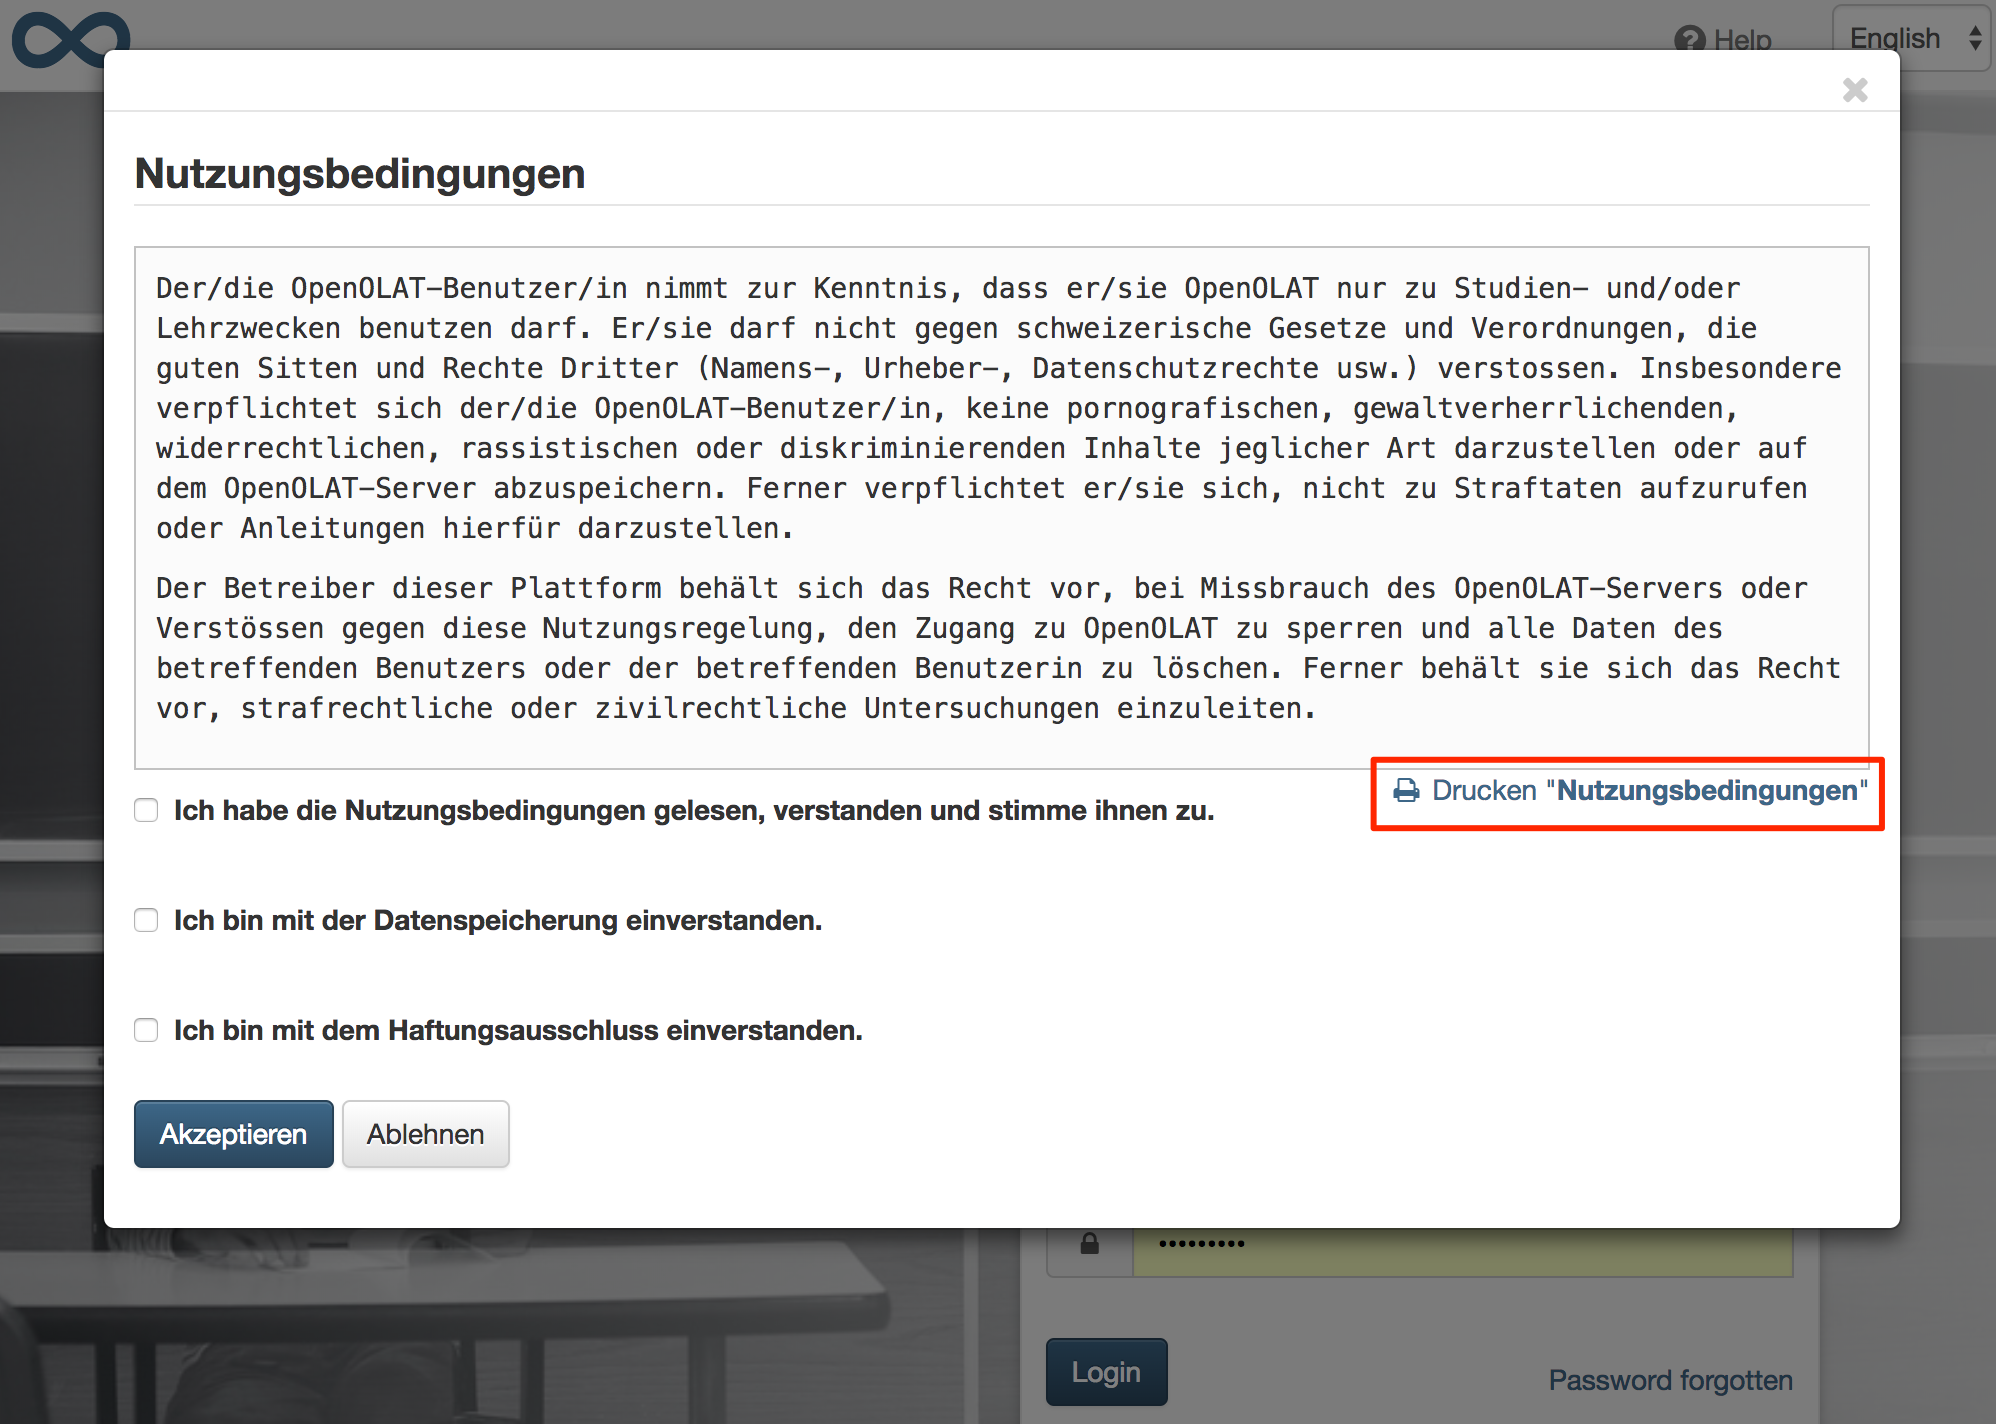 Help
English
Nutzungsbedingungen
Der/die OpenOLAT-Benutzer/in nimmt zur Kenntnis, dass er/sie OpenOLAT nur zu Studien- und/oder
Lehrzwecken benutzen darf. Er/sie darf nicht gegen schweizerische Gesetze und Verordnungen, die
guten Sitten und Rechte Dritter (Namens-, Urheber-, Datenschutzrechte usw.) verstossen. Insbesondere
verpflichtet sich der/die OpenOLAT-Benutzer/in, keine pornografischen, gewaltverherrlichenden,
widerrechtlichen, rassistischen oder diskriminierenden Inhalte jeglicher Art darzustellen oder auf
dem OpenOLAT-Server abzuspeichern. Ferner verpflichtet er/sie sich, nicht zu Straftaten aufzurufen
oder Anleitungen hierfür darzustellen.
Der Betreiber dieser Plattform behält sich das Recht vor, bei Missbrauch des OpenOLAT-Servers oder
Verstössen gegen diese Nutzungsregelung, den Zugang zu OpenOLAT zu sperren und alle Daten des
betreffenden Benutzers oder der betreffenden Benutzerin zu löschen. Ferner behält sie sich das Recht
vor, strafrechtliche oder zivilrechtliche Untersuchungen einzuleiten.
Drucken "Nutzungsbedingungen"
Ich habe die Nutzungsbedingungen gelesen, verstanden und stimme ihnen zu.
Ich bin mit der Datenspeicherung einverstanden.
Ich bin mit dem Haftungsausschluss einverstanden.
Akzeptieren
Ablehnen
Login
Password forgotten